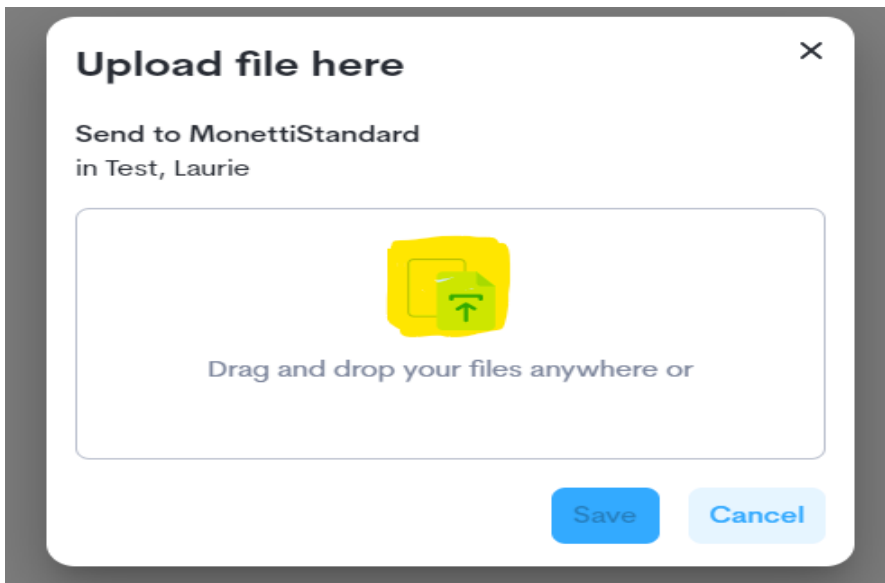 Upload file here
Send to MonettiStandard
in Test, Laurie
Drag and drop your files anywhere or
Save
Cancel